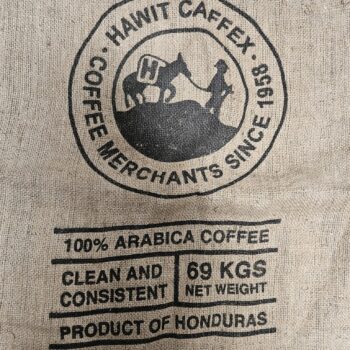 HAWIT CAFFEX
COFFEE MERCHANTS SINCE 1958
H
100% ARABICA COFFEE
CLEAN AND
CONSISTENT
69 KGS
NET WEIGHT
PRODUCT OF HONDURAS